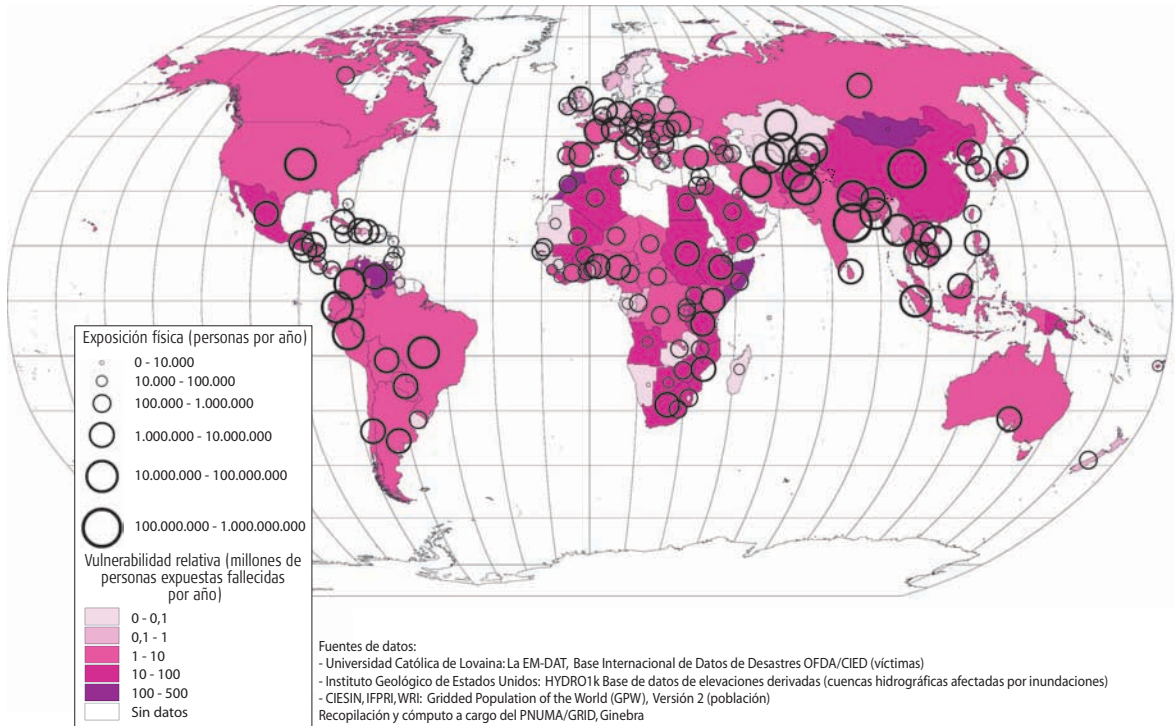 Exposición física (personas por año)
0 - 10.000
10.000 - 100.000
100.000 - 1.000.000
1.000.000 - 10.000.000
10.000.000 - 100.000.000
100.000.000 - 1.000.000.000
Vulnerabilidad relativa (millones de
personas expuestas fallecidas
por año)
0 - 0,1
0,1 - 1
1 - 10
10 - 100
100 - 500
Sin datos
Fuentes de datos:
- Universidad Católica de Lovaina: La EM-DAT, Base Internacional de Datos de Desastres OFDA/CIED (víctimas)
- Instituto Geológico de Estados Unidos: HYDRO1k Base de datos de elevaciones derivadas (cuencas hidrográficas afectadas por inundaciones)
- CIESIN, IFPRI, WRI: Gridded Population of the World (GPW), Versión 2 (población)
Recopilación y cómputo a cargo del PNUMA/GRID, Ginebra